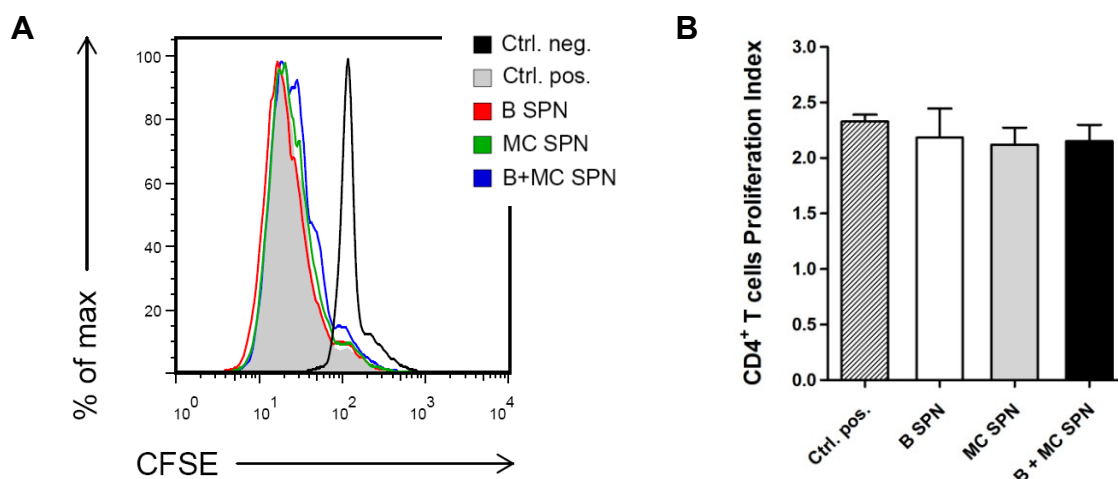 A
% of max
100
80
60
40
20
10^0 10^1 10^2 10^3 10^4
CFSE
Ctrl. neg.
Ctrl. pos.
B SPN
MC SPN
B+MC SPN
B
CD4^+ T cells Proliferation Index
3.0
2.5
2.0
1.5
1.0
0.5
0.0
Ctrl. pos.
B SPN
MC SPN
B + MC SPN